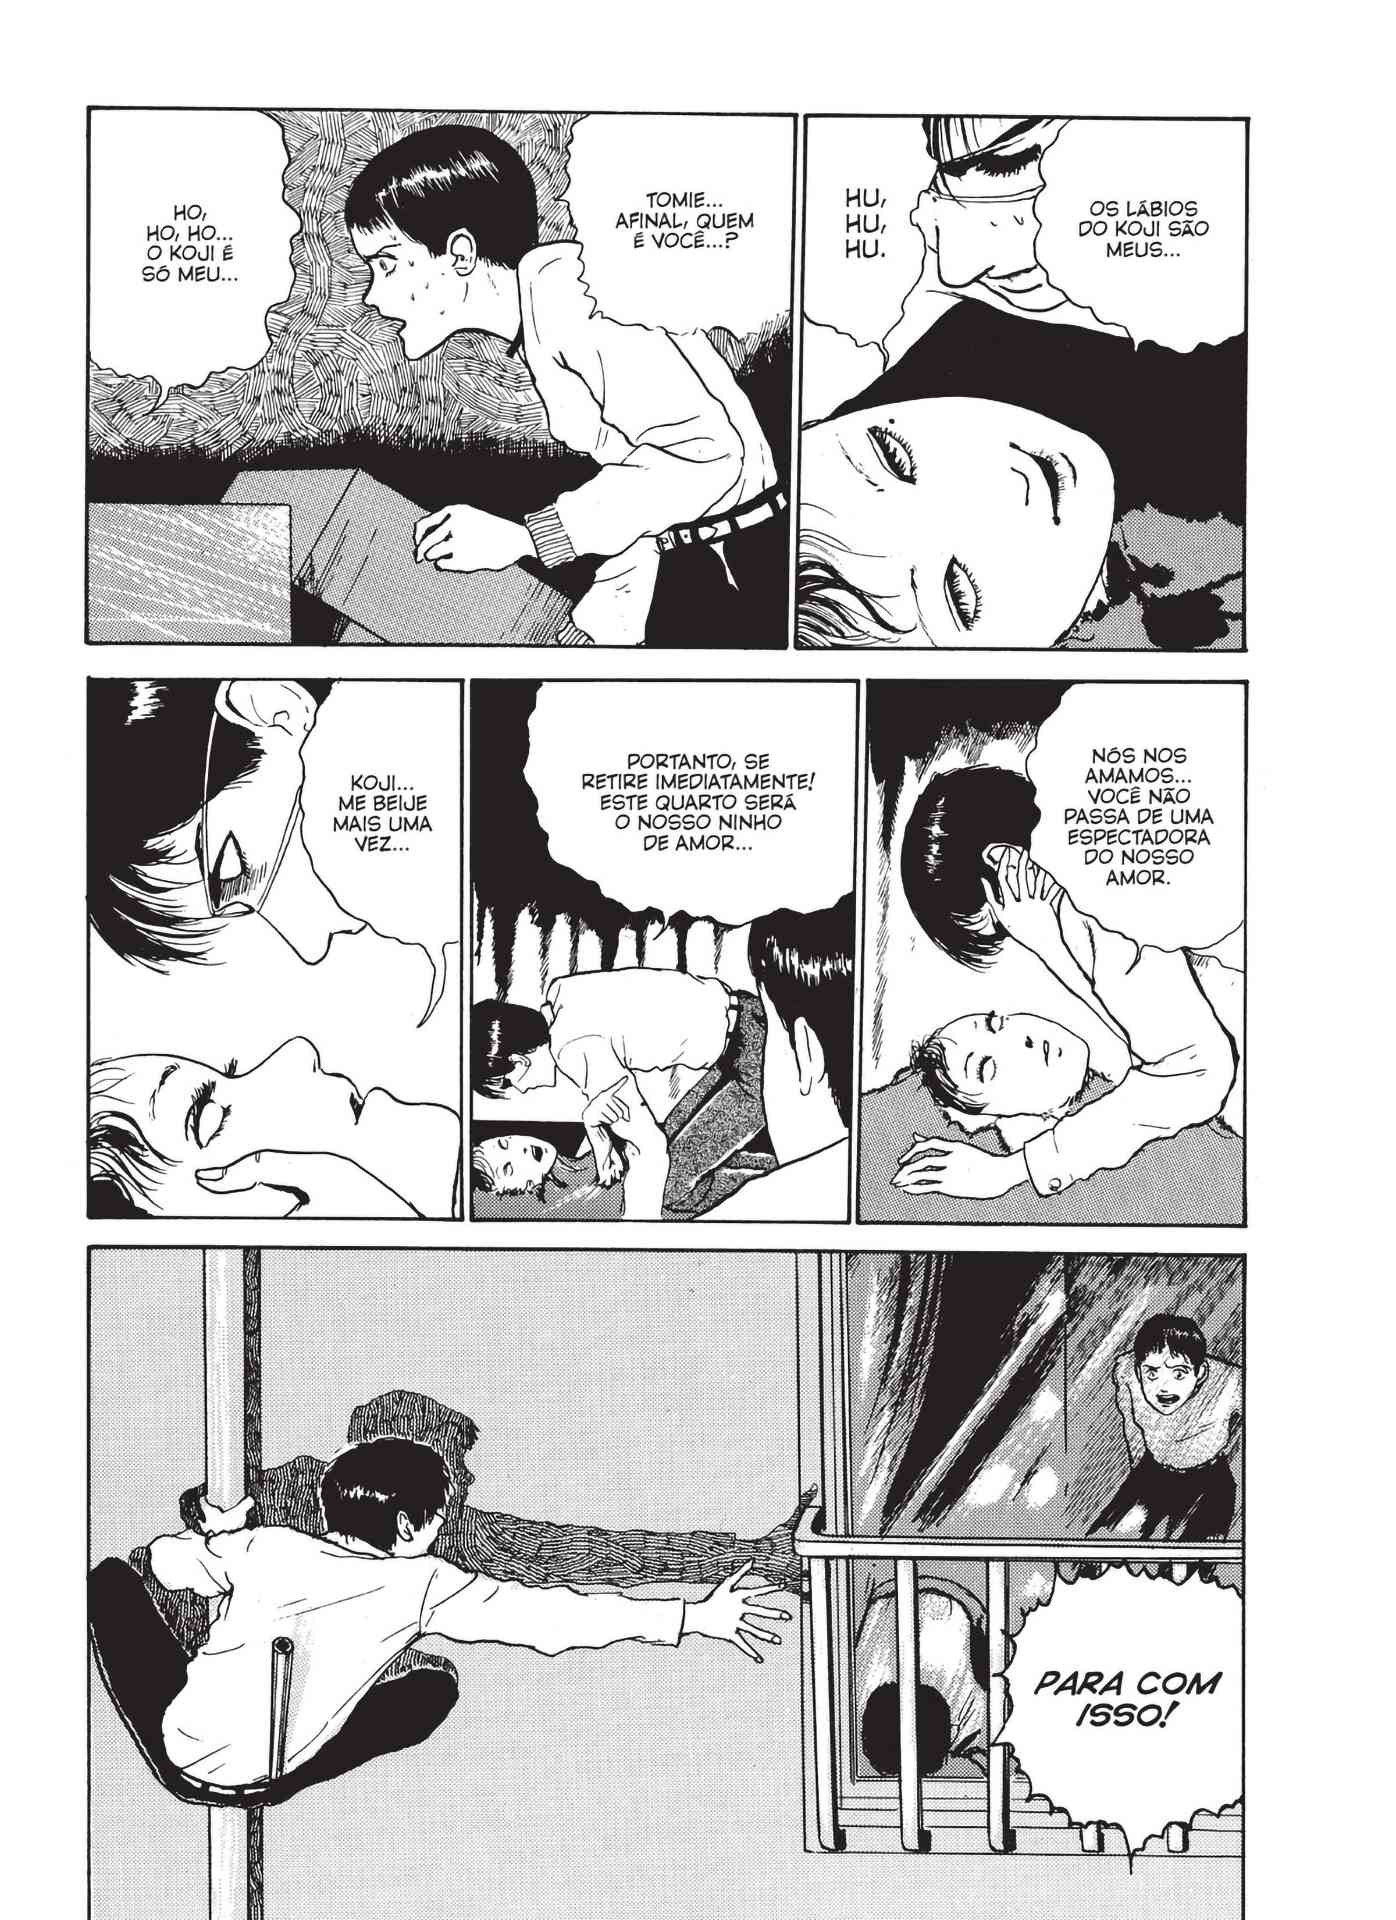 OS LÁBIOS
DO KOJI SÃO
MEUS...
HU,
HU,
HU.
TOMIE...
AFINAL, QUEM
É VOCÊ...?
HO,
HO, HO...
O KOJI É
SÓ MEU...
NÓS NOS
AMAMOS...
VOCÊ NÃO
PASSA DE UMA
ESPECTADORA
DO NOSSO
AMOR.
PORTANTO, SE
RETIRE IMEDIATAMENTE!
ESTE QUARTO SERÁ
O NOSSO NINHO
DE AMOR...
KOJI...
ME BEIJE
MAIS UMA
VEZ...
PARA COM
ISSO!